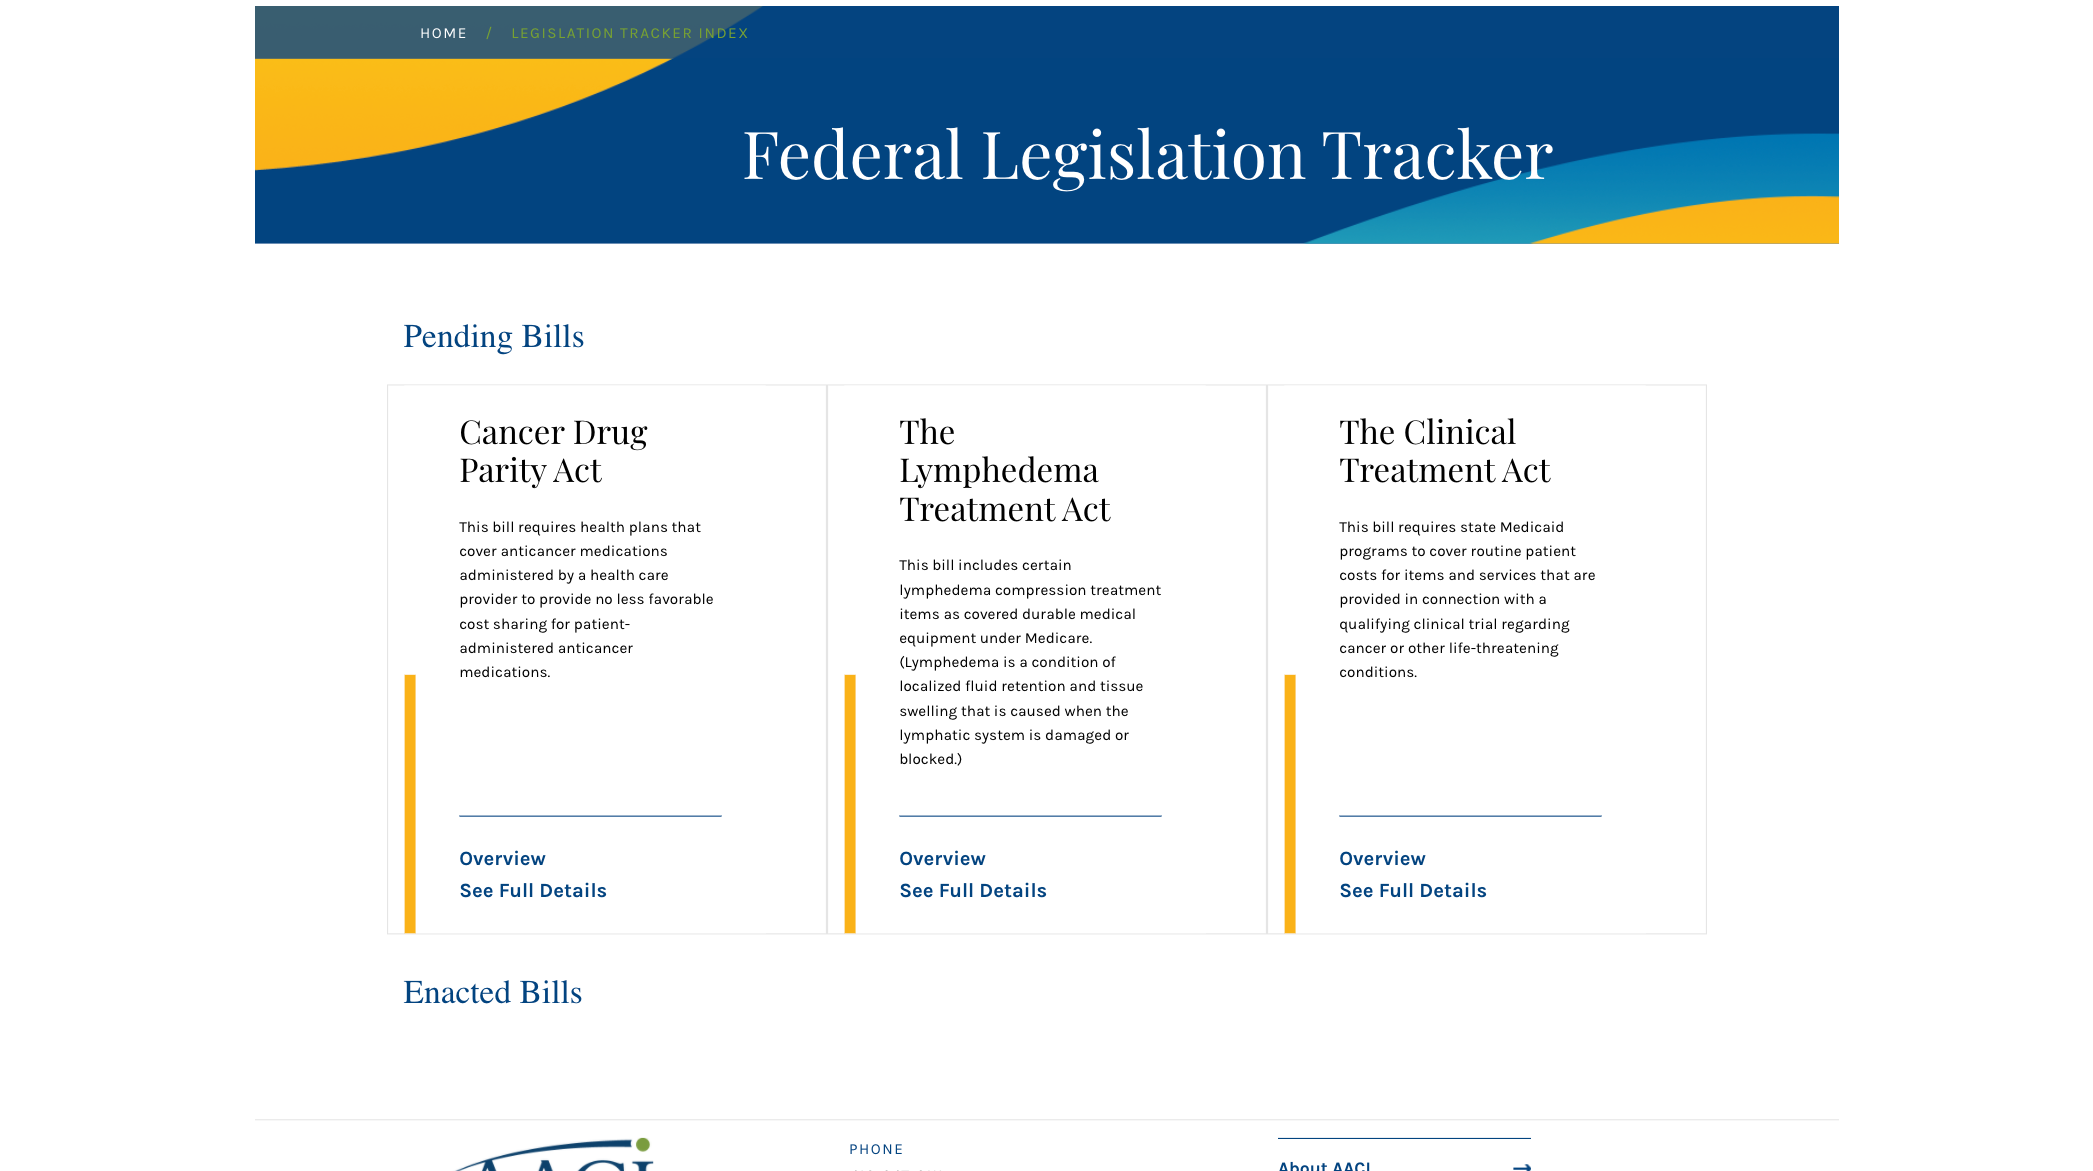 HOME / LEGISLATION TRACKER INDEX
Federal Legislation Tracker
Pending Bills
Cancer Drug
Parity Act
This bill requires health plans that
cover anticancer medications
administered by a health care
provider to provide no less favorable
cost sharing for patient-
administered anticancer
medications.
Overview
See Full Details
The
Lymphedema
Treatment Act
This bill includes certain
lymphedema compression treatment
items as covered durable medical
equipment under Medicare.
(Lymphedema is a condition of
localized fluid retention and tissue
swelling that is caused when the
lymphatic system is damaged or
blocked.)
Overview
See Full Details
The Clinical
Treatment Act
This bill requires state Medicaid
programs to cover routine patient
costs for items and services that are
provided in connection with a
qualifying clinical trial regarding
cancer or other life-threatening
conditions.
Overview
See Full Details
Enacted Bills
AACI
PHONE
About AACI